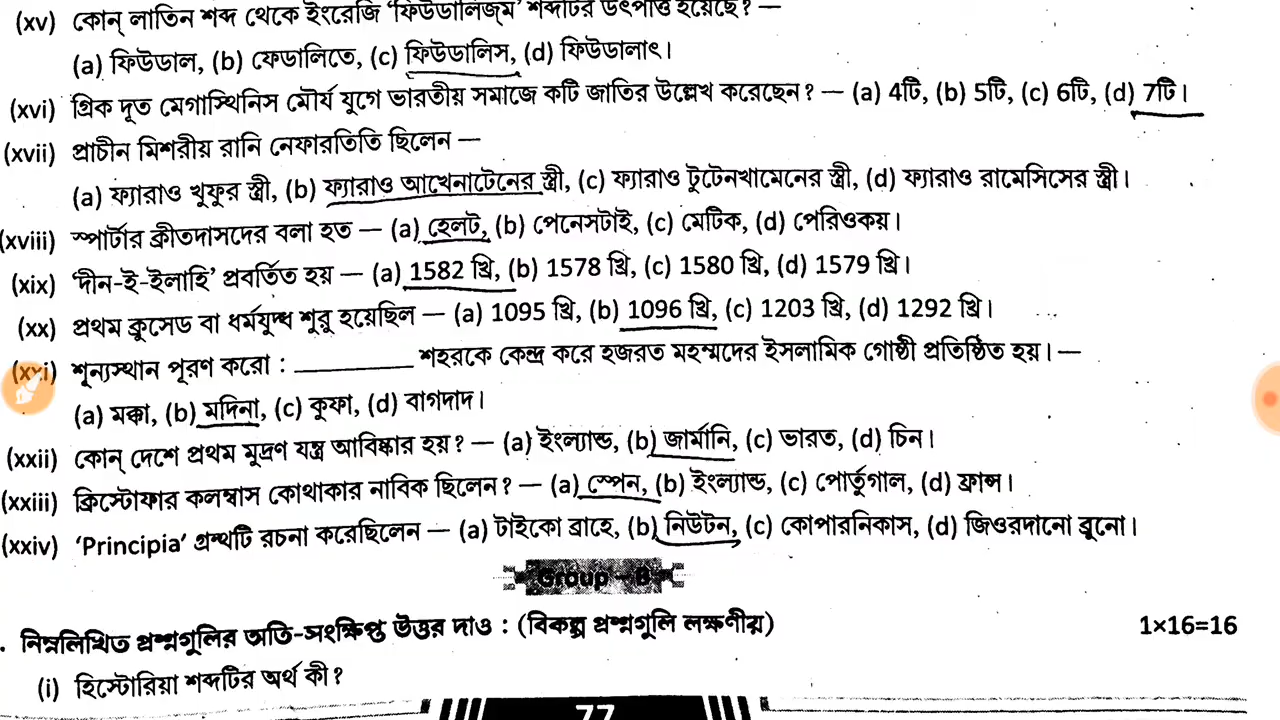 (xv) কোন্ লাতিন শব্দ থেকে ইংরেজি ‘ফিউডালিজ্‌ম’ শব্দটির উৎপত্তি হয়েছে? —
(a) ফিউডাল, (b) ফেডালিতে, (c) ফিউডালিস, (d) ফিউডালাৎ।
(xvi) গ্রিক দূত মেগাস্থিনিস মৌর্য যুগে ভারতীয় সমাজে কটি জাতির উল্লেখ করেছেন? — (a) 4টি, (b) 5টি, (c) 6টি, (d) 7টি।
(xvii) প্রাচীন মিশরীয় রানি নেফারতিতি ছিলেন —
(a) ফ্যারাও খুফুর স্ত্রী, (b) ফ্যারাও আখেনাটেনের স্ত্রী, (c) ফ্যারাও টুটেনখামেনের স্ত্রী, (d) ফ্যারাও রামেসিসের স্ত্রী।
(xviii) স্পার্টার ক্রীতদাসদের বলা হত — (a) হেলট, (b) পেনেসটাই, (c) মেটিক, (d) পেরিওকয়।
(xix) ‘দীন-ই-ইলাহি’ প্রবর্তিত হয় — (a) 1582 খ্রি, (b) 1578 খ্রি, (c) 1580 খ্রি, (d) 1579 খ্রি।
(xx) প্রথম ক্রুসেড বা ধর্মযুদ্ধ শুরু হয়েছিল — (a) 1095 খ্রি, (b) 1096 খ্রি, (c) 1203 খ্রি, (d) 1292 খ্রি।
(xxi) শূন্যস্থান পূরণ করো : ________ শহরকে কেন্দ্র করে হজরত মহম্মদের ইসলামিক গোষ্ঠী প্রতিষ্ঠিত হয়। —
(a) মক্কা, (b) মদিনা, (c) কুফা, (d) বাগদাদ।
(xxii) কোন্ দেশে প্রথম মুদ্রণ যন্ত্র আবিষ্কার হয়? — (a) ইংল্যান্ড, (b) জার্মানি, (c) ভারত, (d) চিন।
(xxiii) ক্রিস্টোফার কলম্বাস কোথাকার নাবিক ছিলেন? — (a) স্পেন, (b) ইংল্যান্ড, (c) পোর্তুগাল, (d) ফ্রান্স।
(xxiv) ‘Principia’ গ্রন্থটি রচনা করেছিলেন — (a) টাইকো ব্রাহে, (b) নিউটন, (c) কোপারনিকাস, (d) জিওরদানো ব্রুনো।
Group - B
. নিম্নলিখিত প্রশ্নগুলির অতি-সংক্ষিপ্ত উত্তর দাও : (বিকল্প প্রশ্নগুলি লক্ষণীয়) 1×16=16
(i) হিস্টোরিয়া শব্দটির অর্থ কী?
77